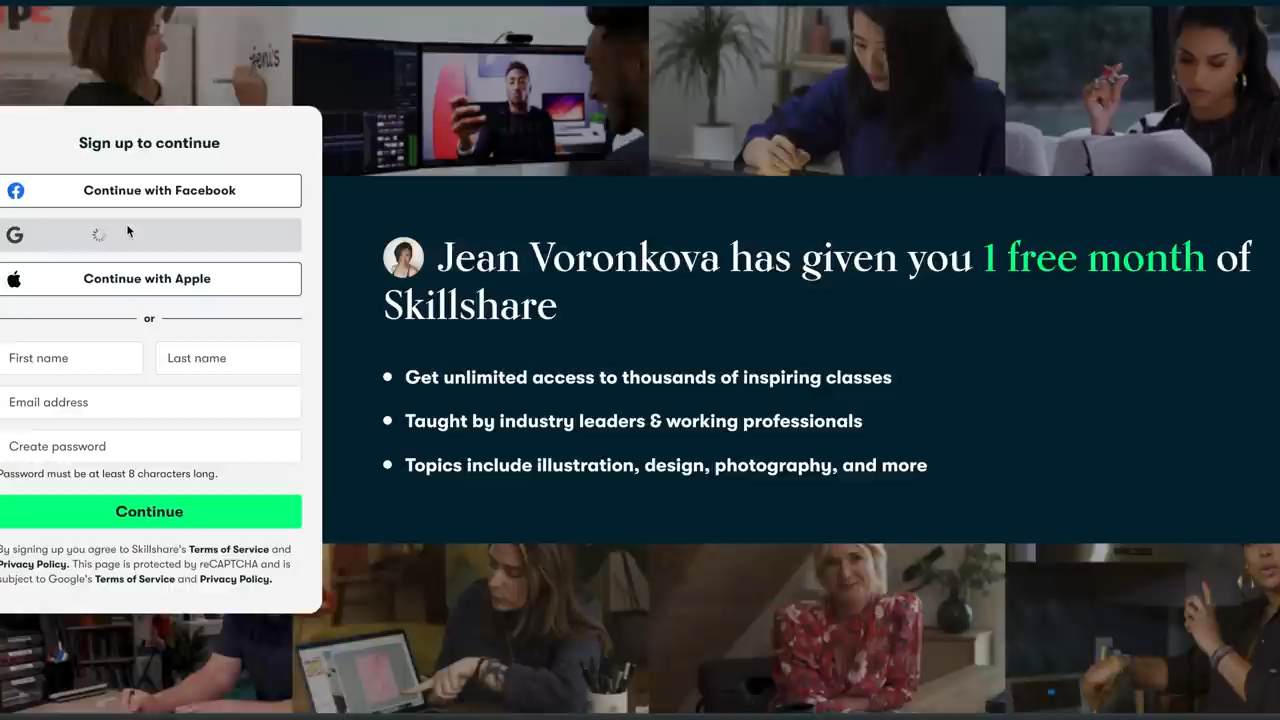 Sign up to continue
Continue with Facebook
Continue with Apple
or
First name
Last name
Email address
Create password
Password must be at least 8 characters long.
Continue
By signing up you agree to Skillshare's Terms of Service and
Privacy Policy. This page is protected by reCAPTCHA and is
subject to Google's Terms of Service and Privacy Policy.
Jean Voronkova has given you 1 free month of
Skillshare
Get unlimited access to thousands of inspiring classes
Taught by industry leaders & working professionals
Topics include illustration, design, photography, and more